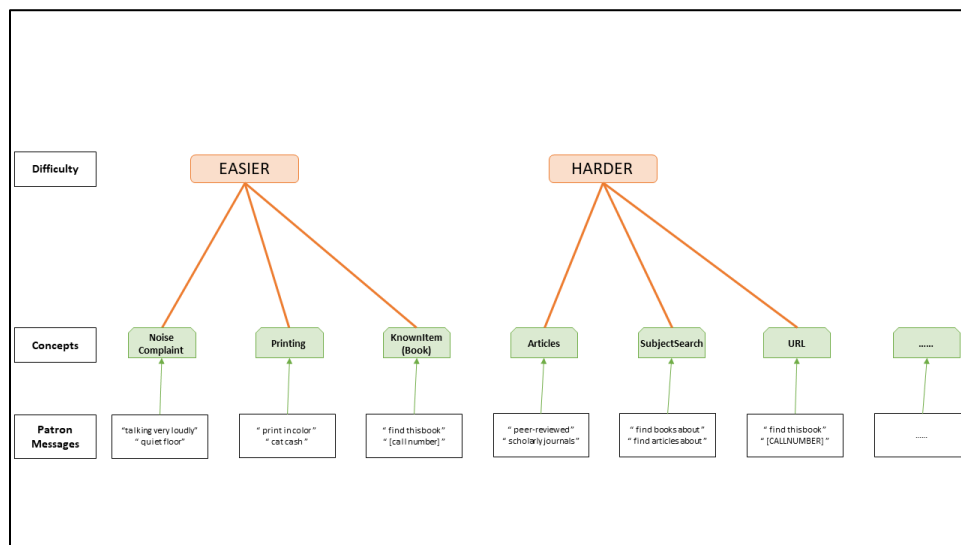 Difficulty
EASIER
HARDER
Concepts
Noise
Complaint
Printing
KnownItem
(Book)
Articles
SubjectSearch
URL
......
Patron
Messages
"talking very loudly"
" quiet floor"
" print in color"
" cat cash"
" find this book"
" [call number] "
" peer-reviewed"
" scholarly journals"
" find books about"
" find articles about"
" find this book"
" [CALLNUMBER] "
......